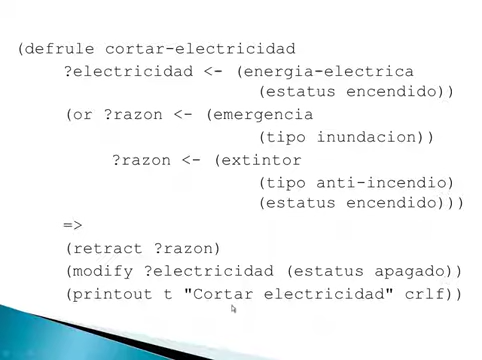 (defrule cortar-electricidad
?electricidad <- (energia-electrica
(estatus encendido))
(or ?razon <- (emergencia
(tipo inundacion))
?razon <- (extintor
(tipo anti-incendio)
(estatus encendido)))
=>
(retract ?razon)
(modify ?electricidad (estatus apagado))
(printout t "Cortar electricidad" crlf))